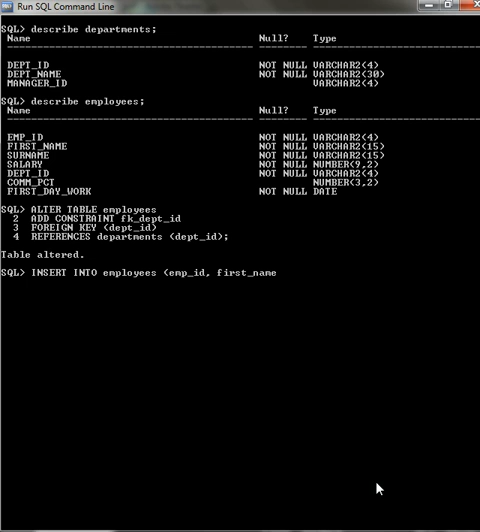 Run SQL Command Line
SQL> describe departments;
Name Null? Type
DEPT_ID NOT NULL VARCHAR2(4)
DEPT_NAME NOT NULL VARCHAR2(30)
MANAGER_ID VARCHAR2(4)
SQL> describe employees;
Name Null? Type
EMP_ID NOT NULL VARCHAR2(4)
FIRST_NAME NOT NULL VARCHAR2(15)
SURNAME NOT NULL VARCHAR2(15)
SALARY NOT NULL NUMBER(9,2)
DEPT_ID NOT NULL VARCHAR2(4)
COMM_PCT NUMBER(3,2)
FIRST_DAY_WORK NOT NULL DATE
SQL> ALTER TABLE employees
2 ADD CONSTRAINT fk_dept_id
3 FOREIGN KEY (dept_id)
4 REFERENCES departments (dept_id);
Table altered.
SQL> INSERT INTO employees (emp_id, first_name